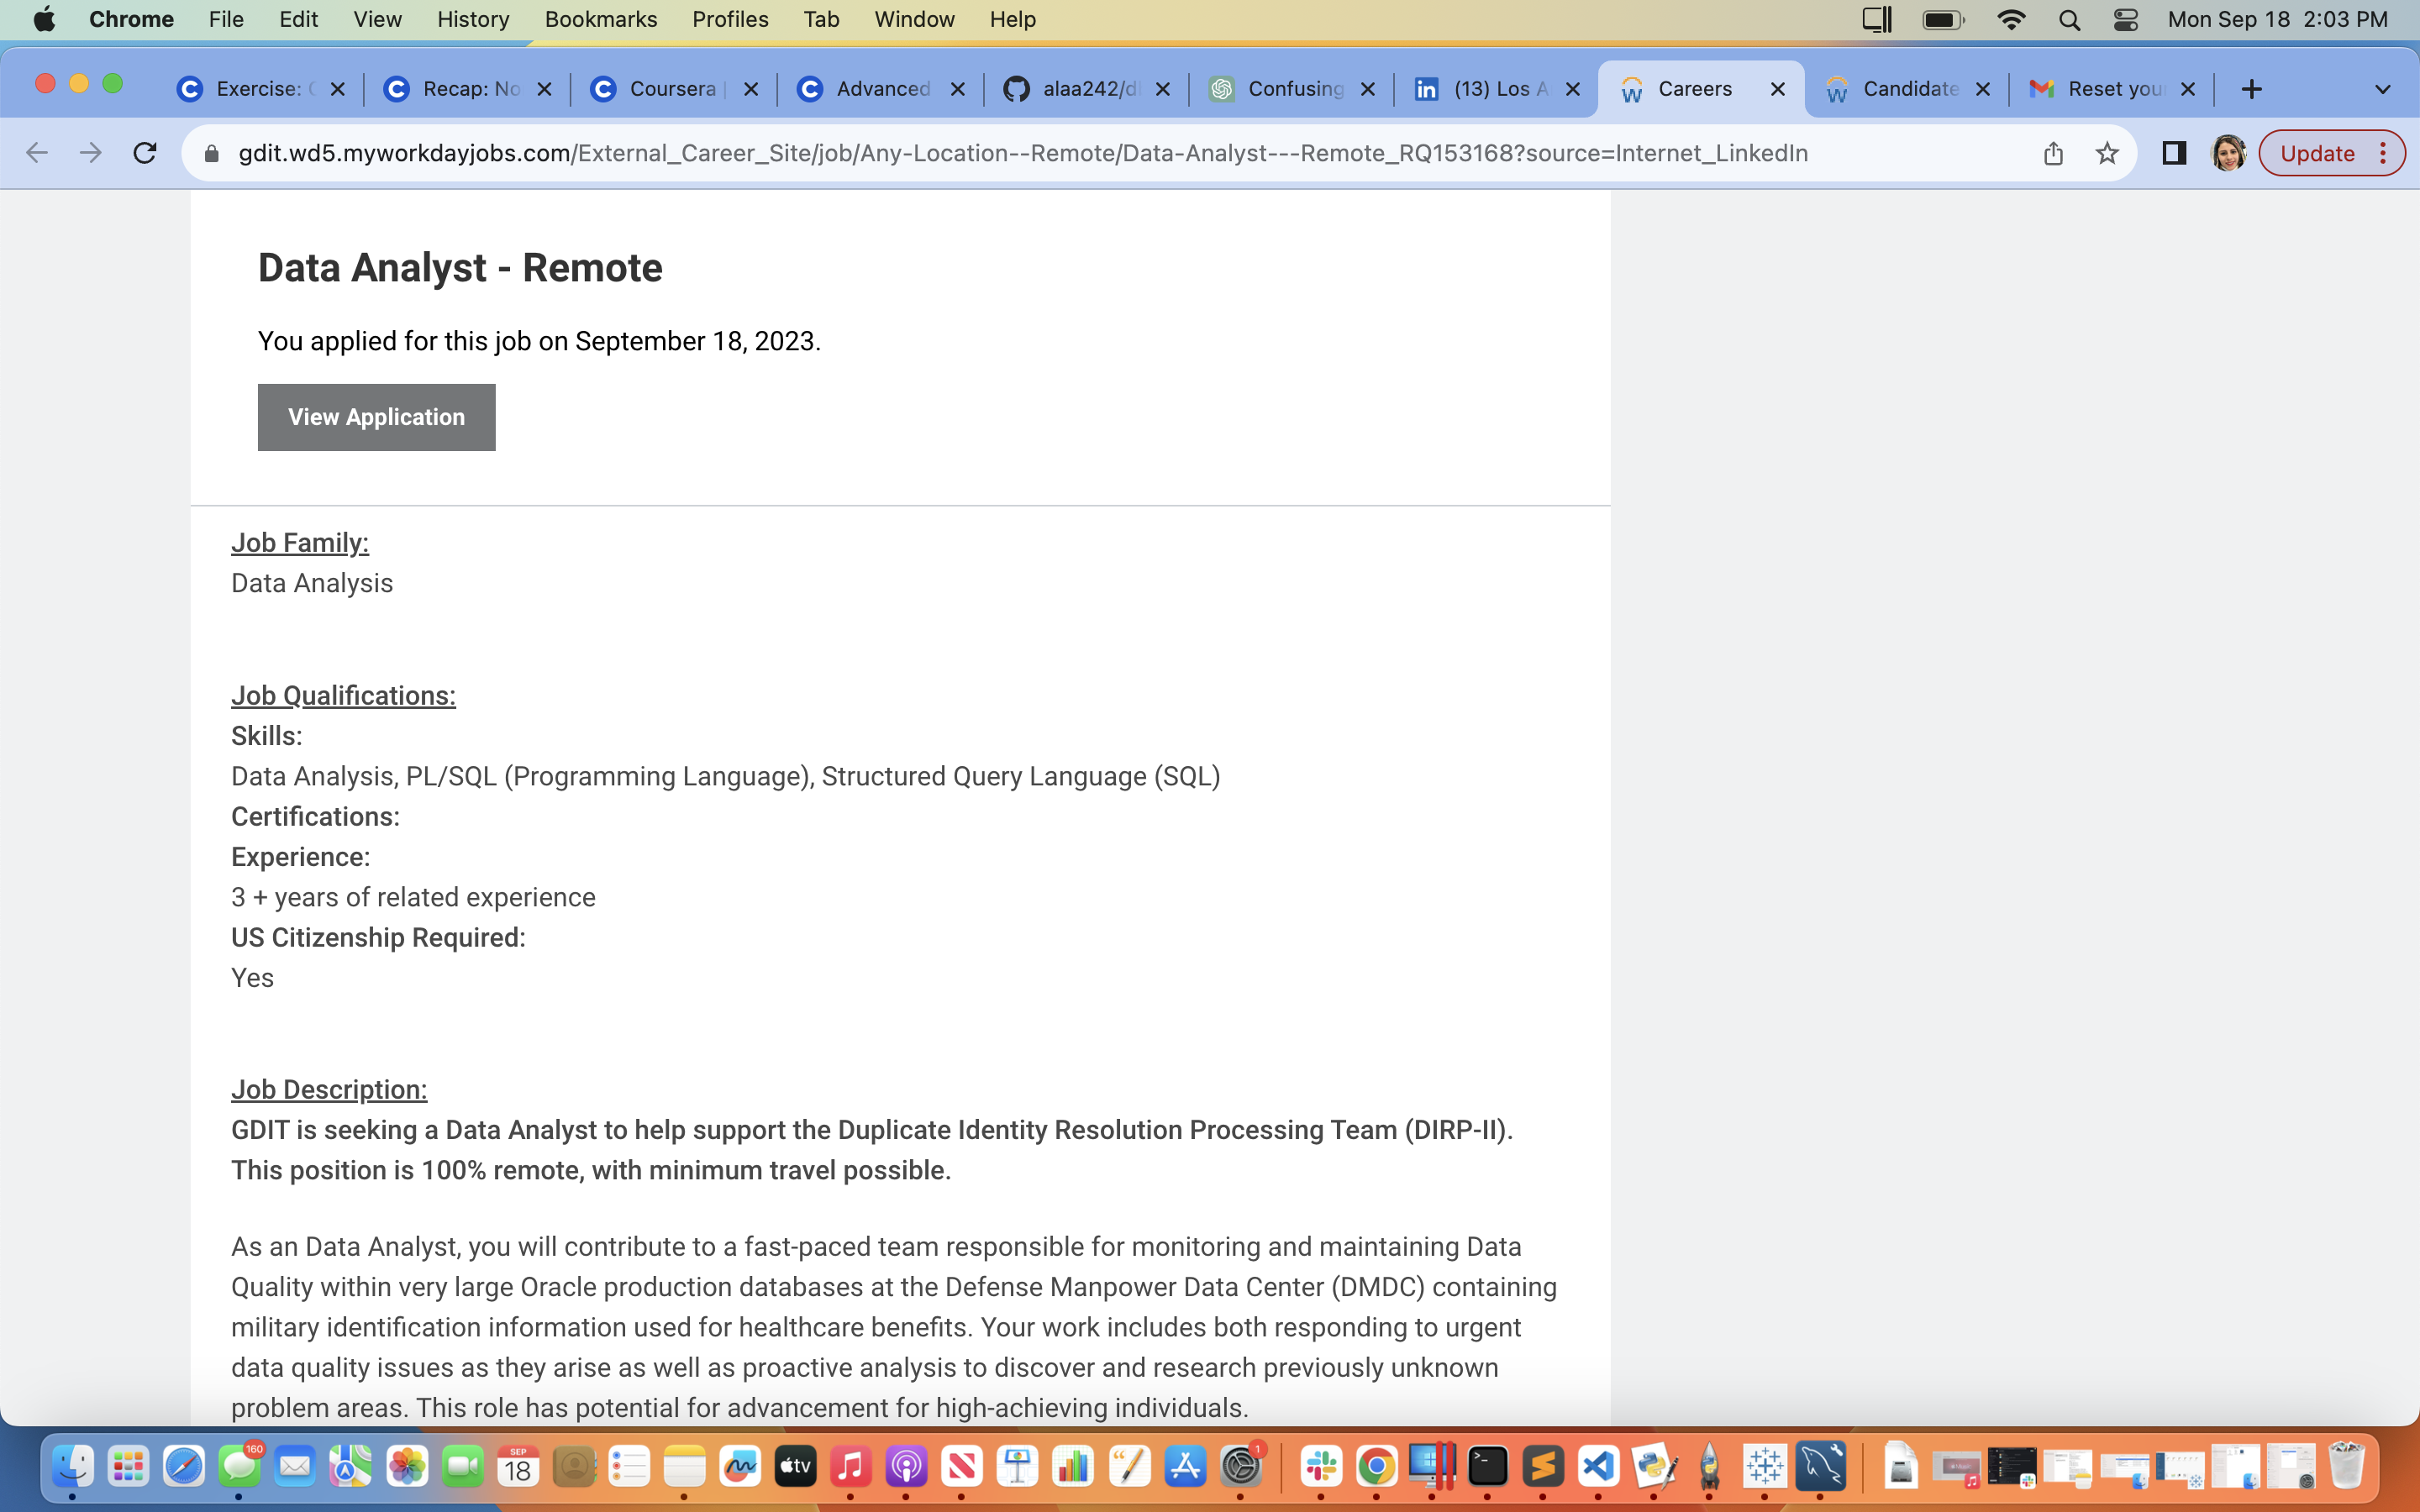 Chrome File Edit View History Bookmarks Profiles Tab Window Help Mon Sep 18 2:03 PM
Exercise: Recap: No Coursera Advanced alaa242/d Confusing (13) Los A Careers Candidate Reset you
gdit.wd5.myworkdayjobs.com/External_Career_Site/job/Any-Location--Remote/Data-Analyst---Remote_RQ153168?source=Internet_LinkedIn Update
Data Analyst - Remote
You applied for this job on September 18, 2023.
View Application
Job Family:
Data Analysis
Job Qualifications:
Skills:
Data Analysis, PL/SQL (Programming Language), Structured Query Language (SQL)
Certifications:
Experience:
3 + years of related experience
US Citizenship Required:
Yes
Job Description:
GDIT is seeking a Data Analyst to help support the Duplicate Identity Resolution Processing Team (DIRP-II).
This position is 100% remote, with minimum travel possible.
As an Data Analyst, you will contribute to a fast-paced team responsible for monitoring and maintaining Data
Quality within very large Oracle production databases at the Defense Manpower Data Center (DMDC) containing
military identification information used for healthcare benefits. Your work includes both responding to urgent
data quality issues as they arise as well as proactive analysis to discover and research previously unknown
problem areas. This role has potential for advancement for high-achieving individuals.
160 SEP 18 tv 1